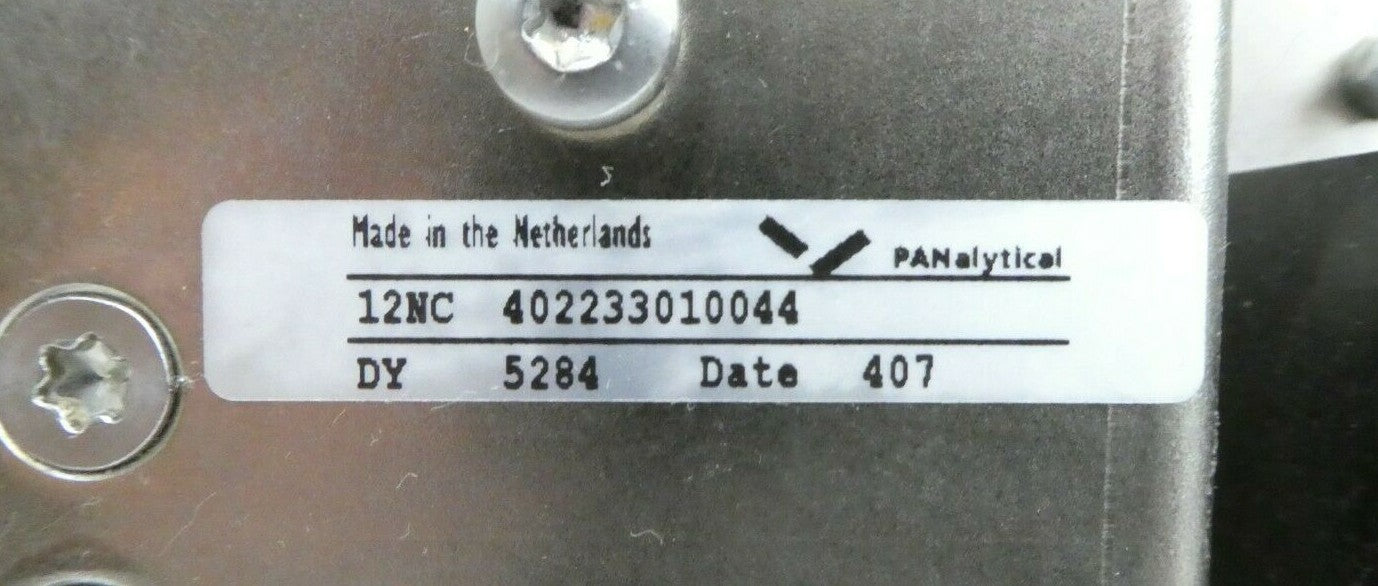 Made in the Netherlands
PANalytical
12NC 402233010044
DY 5284 Date 407